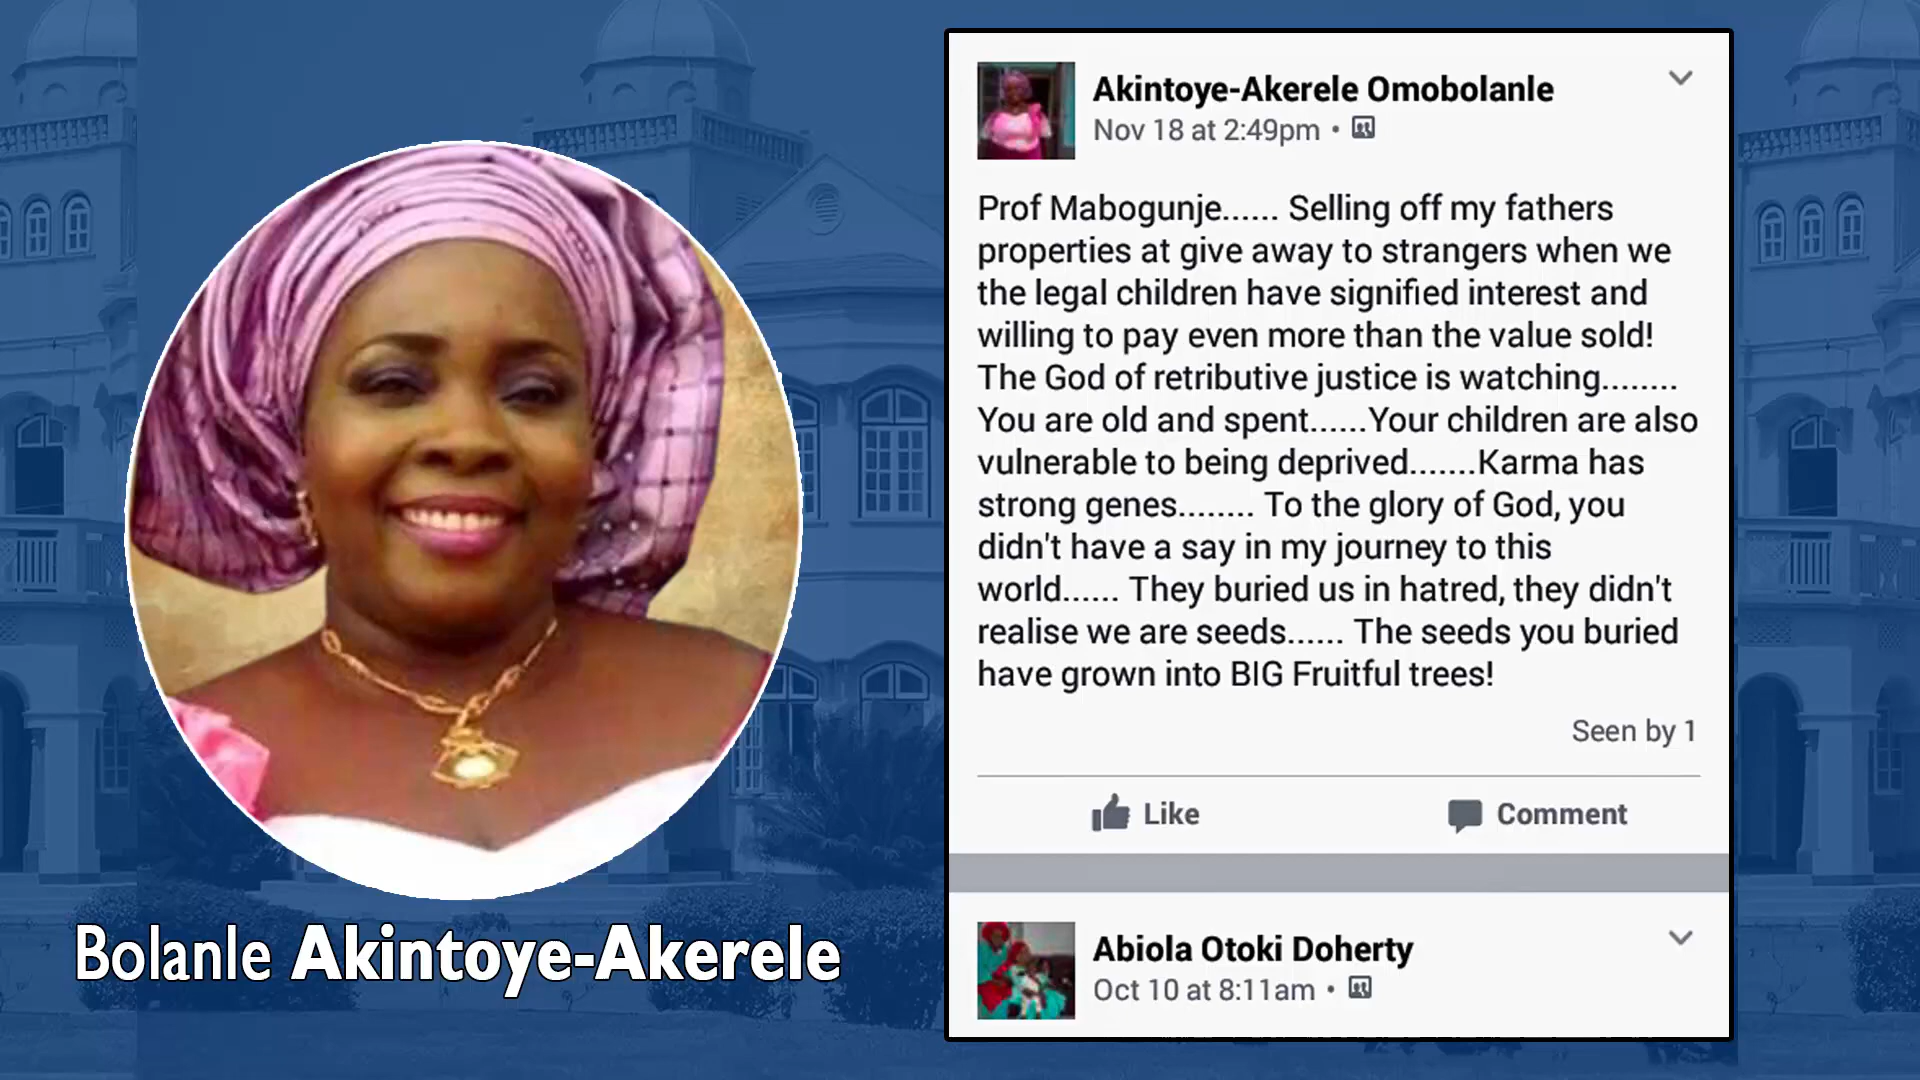 Akintoye-Akerele Omobolanle
Nov 18 at 2:49pm •
Prof Mabogunje...... Selling off my fathers
properties at give away to strangers when we
the legal children have signified interest and
willing to pay even more than the value sold!
The God of retributive justice is watching........
You are old and spent......Your children are also
vulnerable to being deprived.......Karma has
strong genes........ To the glory of God, you
didn't have a say in my journey to this
world...... They buried us in hatred, they didn't
realise we are seeds...... The seeds you buried
have grown into BIG Fruitful trees!
Seen by 1
Like Comment
Abiola Otoki Doherty
Oct 10 at 8:11am •
Bolanle Akintoye-Akerele